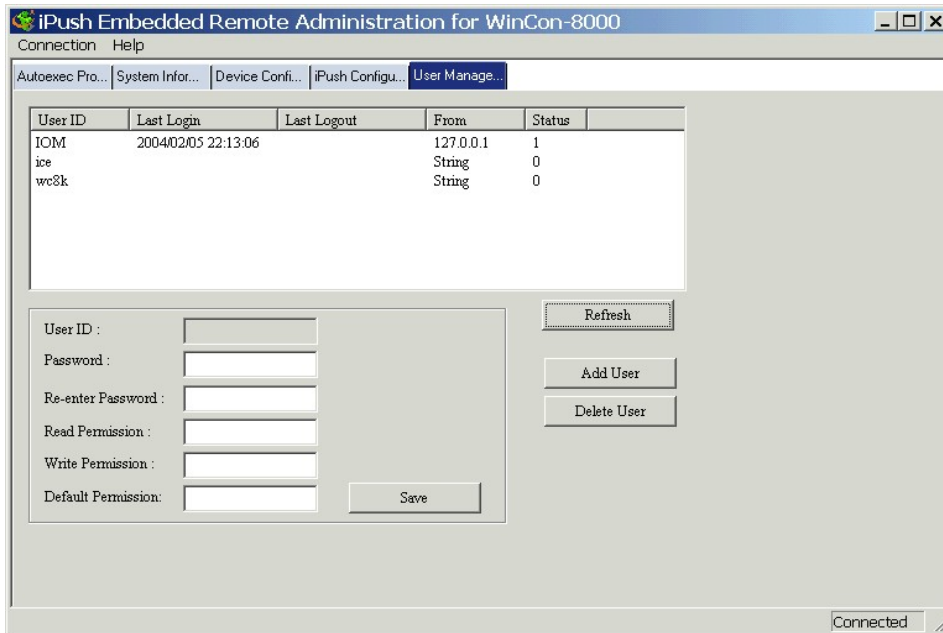 iPush Embedded Remote Administration for WinCon-8000
Connection Help
Autoexec Pro... System Infor... Device Confi... iPush Configu... User Manage...
User ID Last Login Last Logout From Status
IOM 2004/02/05 22:13:06 127.0.0.1 1
ice String 0
wc8k String 0
Refresh
User ID :
Password :
Add User
Re-enter Password :
Delete User
Read Permission :
Write Permission :
Default Permission:
Save
Connected